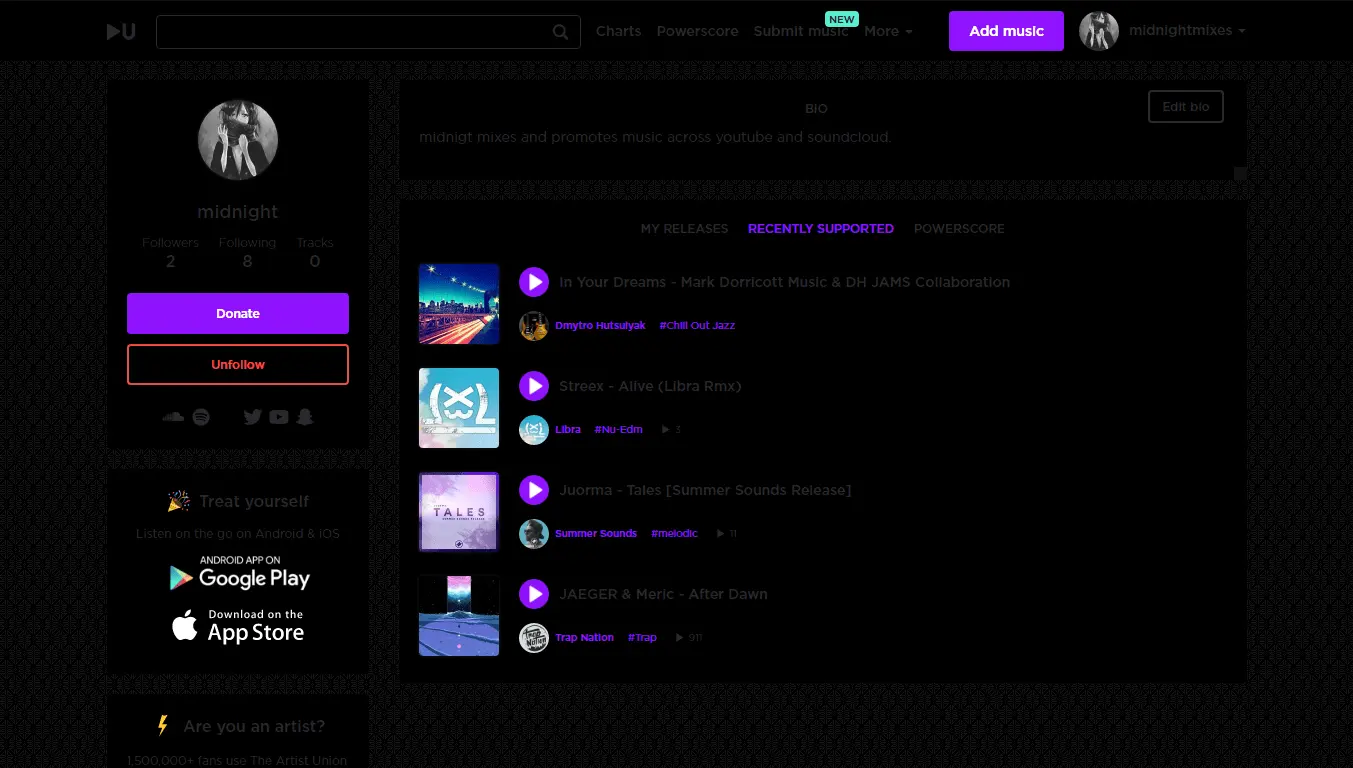 Charts Powerscore Submit music NEW More Add music midnightmixes
midnight
Followers Following Tracks
2 8 0
Donate
Unfollow
🎉 Treat yourself
Listen on the go on Android & iOS
ANDROID APP ON
Google Play
Download on the
App Store
⚡ Are you an artist?
1,500,000+ fans use The Artist Union
BIO
Edit bio
midnigt mixes and promotes music across youtube and soundcloud.
MY RELEASES RECENTLY SUPPORTED POWERSCORE
In Your Dreams - Mark Dorricott Music & DH JAMS Collaboration
Dmytro Hutsulyak #Chill Out Jazz
Streex - Alive (Libra Rmx)
Libra #Nu-Edm 3
TALES
Juorma - Tales [Summer Sounds Release]
Summer Sounds #melodic 11
JAEGER & Meric - After Dawn
Trap Nation #Trap 911